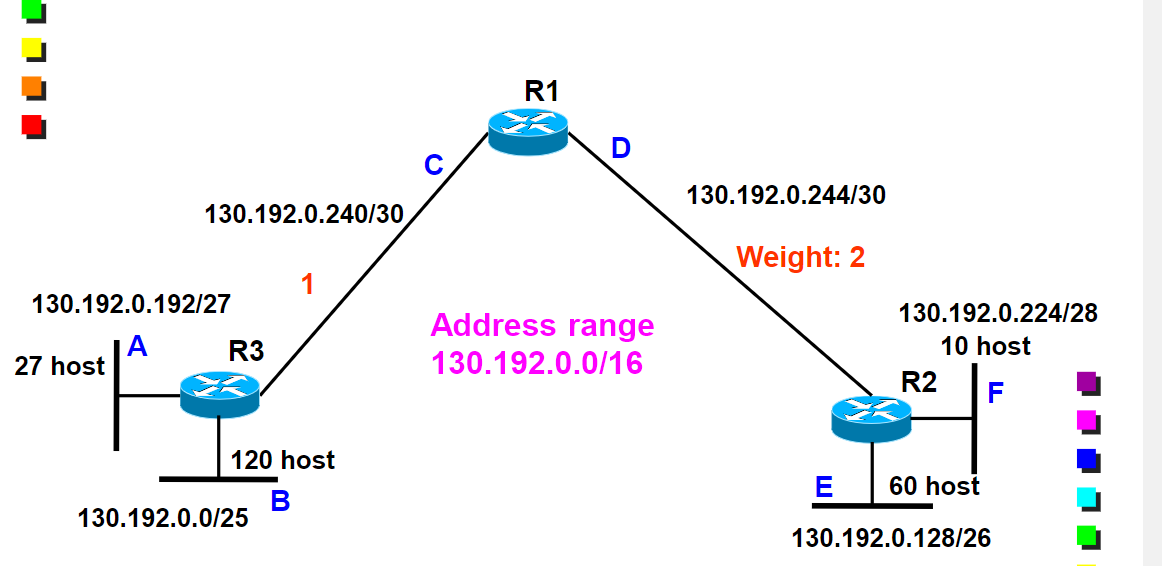 R1
C
D
130.192.0.240/30
130.192.0.244/30
1
Weight: 2
130.192.0.192/27
A
27 host
R3
Address range
130.192.0.0/16
130.192.0.224/28
10 host
R2
F
120 host
B
130.192.0.0/25
E
60 host
130.192.0.128/26